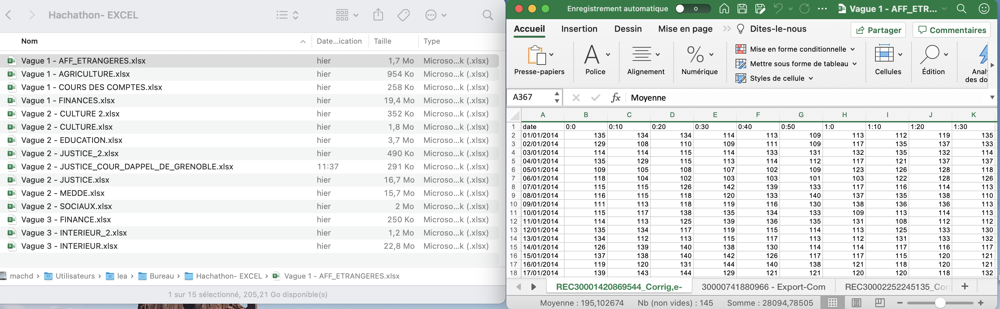 Hachathon- EXCEL
Nom Date...ication Taille Type
Vague 1 - AFF_ETRANGERES.xlsx hier 1,7 Mo Microso...k (.xlsx)
Vague 1 - AGRICULTURE.xlsx hier 954 Ko Microso...k (.xlsx)
Vague 1 - COURS DES COMPTES.xlsx hier 258 Ko Microso...k (.xlsx)
Vague 1 - FINANCES.xlsx hier 19,4 Mo Microso...k (.xlsx)
Vague 2 - CULTURE 2.xlsx hier 352 Ko Microso...k (.xlsx)
Vague 2 - CULTURE.xlsx hier 1,8 Mo Microso...k (.xlsx)
Vague 2 - EDUCATION.xlsx hier 3,7 Mo Microso...k (.xlsx)
Vague 2 - JUSTICE_2.xlsx hier 490 Ko Microso...k (.xlsx)
Vague 2 - JUSTICE_COUR_DAPPEL_DE_GRENOBLE.xlsx 11:37 291 Ko Microso...k (.xlsx)
Vague 2 - JUSTICE.xlsx hier 16,7 Mo Microso...k (.xlsx)
Vague 2 - MEDDE.xlsx hier 15,7 Mo Microso...k (.xlsx)
Vague 2 - SOCIAUX.xlsx hier 2 Mo Microso...k (.xlsx)
Vague 3 - FINANCE.xlsx hier 250 Ko Microso...k (.xlsx)
Vague 3 - INTERIEUR_2.xlsx hier 1,2 Mo Microso...k (.xlsx)
Vague 3 - INTERIEUR.xlsx hier 22,8 Mo Microso...k (.xlsx)
machd › Utilisateurs › lea › Bureau › Hachathon- EXCEL › Vague 1 - AFF_ETRANGERES.xlsx
1 sur 15 sélectionné, 205,21 Go disponible(s)
Enregistrement automatique Vague 1 - AFF_ETR...
Accueil Insertion Dessin Mise en page Dites-le-nous Partager Commentaires
Presse-papiers Police Alignement Numérique
Mise en forme conditionnelle
Mettre sous forme de tableau
Styles de cellule
Cellules Édition Anal
des do
A367 fx Moyenne
A B C D E F G H I J K
1 date 0:0 0:10 0:20 0:30 0:40 0:50 1:0 1:10 1:20 1:30
2 01/01/2014 135 134 134 114 113 109 113 112 119 135
3 02/01/2014 129 108 110 109 111 109 117 135 137 133
4 03/01/2014 114 114 115 114 133 131 132 135 132 114
5 04/01/2014 135 129 115 113 114 112 117 121 137 137
6 05/01/2014 109 105 108 107 102 109 123 126 128 118
7 06/01/2014 118 104 102 103 103 101 103 122 128 126
8 07/01/2014 115 115 126 142 139 133 117 116 114 113
9 08/01/2014 116 115 118 120 133 140 137 135 138 110
10 09/01/2014 111 113 118 119 116 130 138 136 136 113
11 10/01/2014 115 117 138 135 134 133 109 113 114 113
12 11/01/2014 114 113 125 139 136 135 131 108 112 112
13 12/01/2014 135 134 117 119 115 114 113 125 133 130
14 13/01/2014 134 112 113 115 117 113 112 131 133 132
15 14/01/2014 126 139 140 138 130 114 114 117 116 117
16 15/01/2014 137 138 140 142 126 117 117 115 120 121
17 16/01/2014 119 120 131 144 140 138 121 118 120 121
18 17/01/2014 139 143 144 129 121 121 120 120 118 132
REC30001420869544_Corrig,e- 30000741880966 - Export-Com REC30002252245135_Cor
Moyenne : 195,102674 Nb (non vides) : 145 Somme : 28094,78505